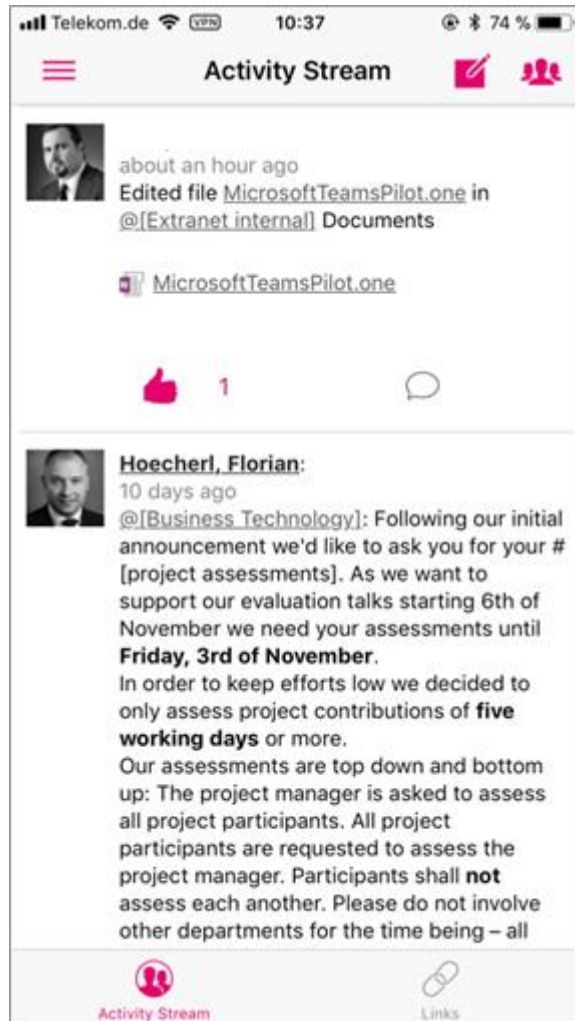 Telekom.de VPN 10:37 74 %
Activity Stream
about an hour ago
Edited file MicrosoftTeamsPilot.one in
@[Extranet internal] Documents
MicrosoftTeamsPilot.one
1
Hoecherl, Florian:
10 days ago
@[Business Technology]: Following our initial
announcement we'd like to ask you for your #
[project assessments]. As we want to
support our evaluation talks starting 6th of
November we need your assessments until
Friday, 3rd of November.
In order to keep efforts low we decided to
only assess project contributions of five
working days or more.
Our assessments are top down and bottom
up: The project manager is asked to assess
all project participants. All project
participants are requested to assess the
project manager. Participants shall not
assess each another. Please do not involve
other departments for the time being – all
Activity Stream Links